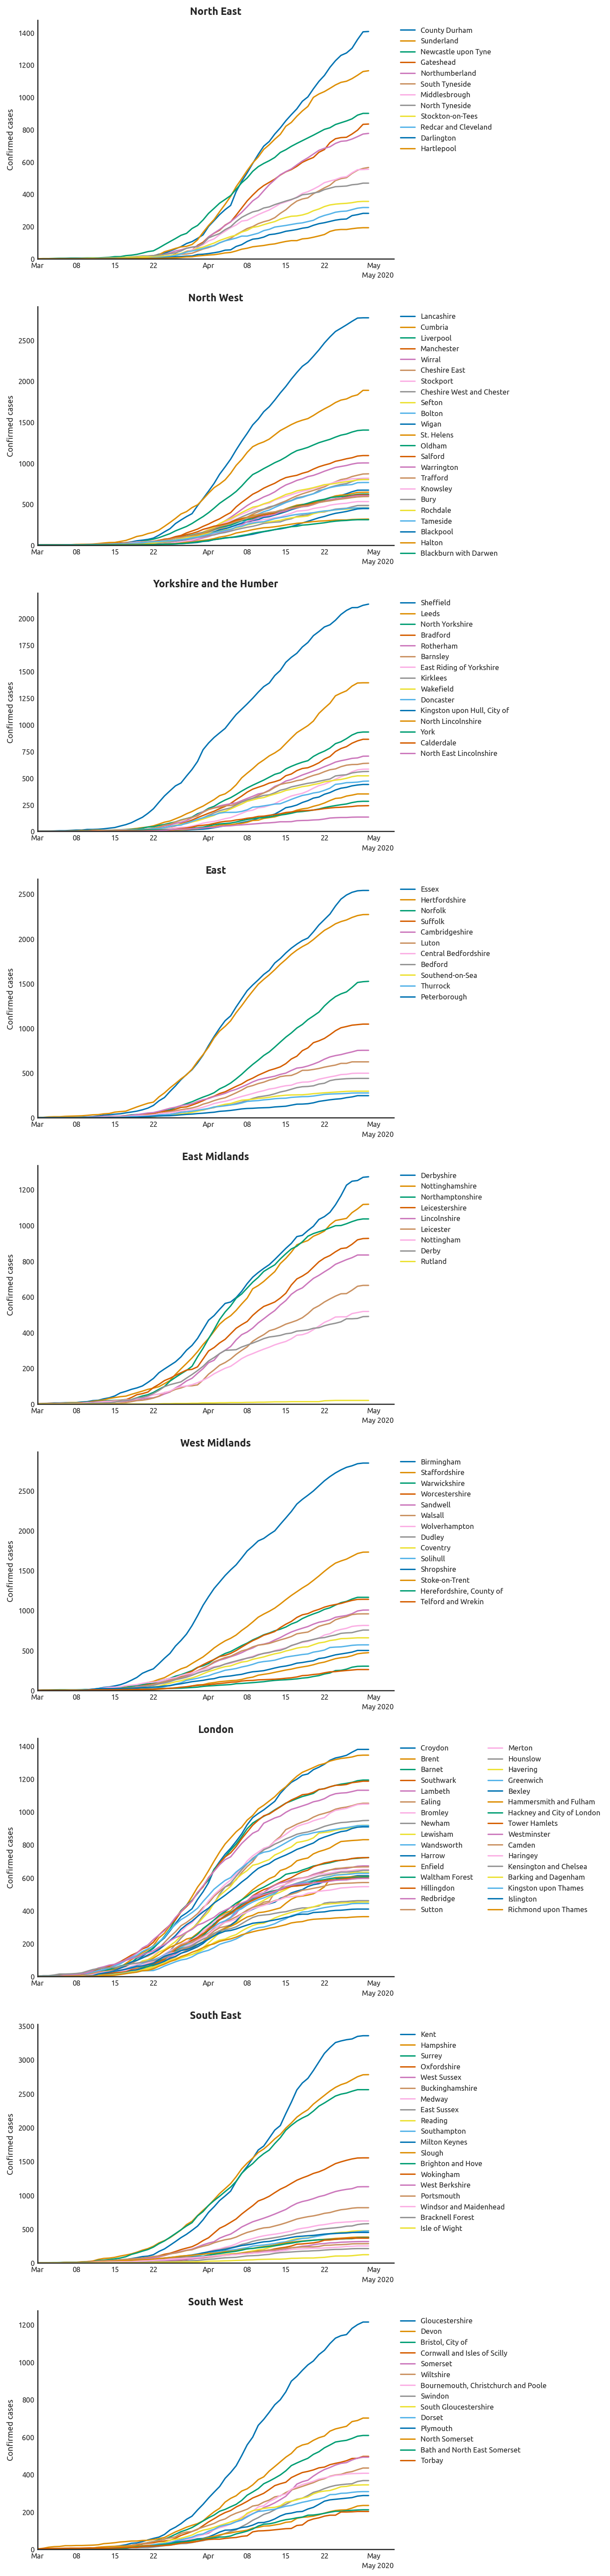 North East
Confirmed cases
1400
1200
1000
800
600
400
200
0
Mar 08 15 22 Apr 08 15 22 May
May 2020
County Durham
Sunderland
Newcastle upon Tyne
Gateshead
Northumberland
South Tyneside
Middlesbrough
North Tyneside
Stockton-on-Tees
Redcar and Cleveland
Darlington
Hartlepool
North West
Confirmed cases
2500
2000
1500
1000
500
0
Mar 08 15 22 Apr 08 15 22 May
May 2020
Lancashire
Cumbria
Liverpool
Manchester
Wirral
Cheshire East
Stockport
Cheshire West and Chester
Sefton
Bolton
Wigan
St. Helens
Oldham
Salford
Warrington
Trafford
Knowsley
Bury
Rochdale
Tameside
Blackpool
Halton
Blackburn with Darwen
Yorkshire and the Humber
Confirmed cases
2000
1750
1500
1250
1000
750
500
250
0
Mar 08 15 22 Apr 08 15 22 May
May 2020
Sheffield
Leeds
North Yorkshire
Bradford
Rotherham
Barnsley
East Riding of Yorkshire
Kirklees
Wakefield
Doncaster
Kingston upon Hull, City of
North Lincolnshire
York
Calderdale
North East Lincolnshire
East
Confirmed cases
2500
2000
1500
1000
500
0
Mar 08 15 22 Apr 08 15 22 May
May 2020
Essex
Hertfordshire
Norfolk
Suffolk
Cambridgeshire
Luton
Central Bedfordshire
Bedford
Southend-on-Sea
Thurrock
Peterborough
East Midlands
Confirmed cases
1200
1000
800
600
400
200
0
Mar 08 15 22 Apr 08 15 22 May
May 2020
Derbyshire
Nottinghamshire
Northamptonshire
Leicestershire
Lincolnshire
Leicester
Nottingham
Derby
Rutland
West Midlands
Confirmed cases
2500
2000
1500
1000
500
0
Mar 08 15 22 Apr 08 15 22 May
May 2020
Birmingham
Staffordshire
Warwickshire
Worcestershire
Sandwell
Walsall
Wolverhampton
Dudley
Coventry
Solihull
Shropshire
Stoke-on-Trent
Herefordshire, County of
Telford and Wrekin
London
Confirmed cases
1400
1200
1000
800
600
400
200
0
Mar 08 15 22 Apr 08 15 22 May
May 2020
Croydon
Brent
Barnet
Southwark
Lambeth
Ealing
Bromley
Newham
Lewisham
Wandsworth
Harrow
Enfield
Waltham Forest
Hillingdon
Redbridge
Sutton
Merton
Hounslow
Havering
Greenwich
Bexley
Hammersmith and Fulham
Hackney and City of London
Tower Hamlets
Westminster
Camden
Haringey
Kensington and Chelsea
Barking and Dagenham
Kingston upon Thames
Islington
Richmond upon Thames
South East
Confirmed cases
3500
3000
2500
2000
1500
1000
500
0
Mar 08 15 22 Apr 08 15 22 May
May 2020
Kent
Hampshire
Surrey
Oxfordshire
West Sussex
Buckinghamshire
Medway
East Sussex
Reading
Southampton
Milton Keynes
Slough
Brighton and Hove
Wokingham
West Berkshire
Portsmouth
Windsor and Maidenhead
Bracknell Forest
Isle of Wight
South West
Confirmed cases
1200
1000
800
600
400
200
0
Mar 08 15 22 Apr 08 15 22 May
May 2020
Gloucestershire
Devon
Bristol, City of
Cornwall and Isles of Scilly
Somerset
Wiltshire
Bournemouth, Christchurch and Poole
Swindon
South Gloucestershire
Dorset
Plymouth
North Somerset
Bath and North East Somerset
Torbay